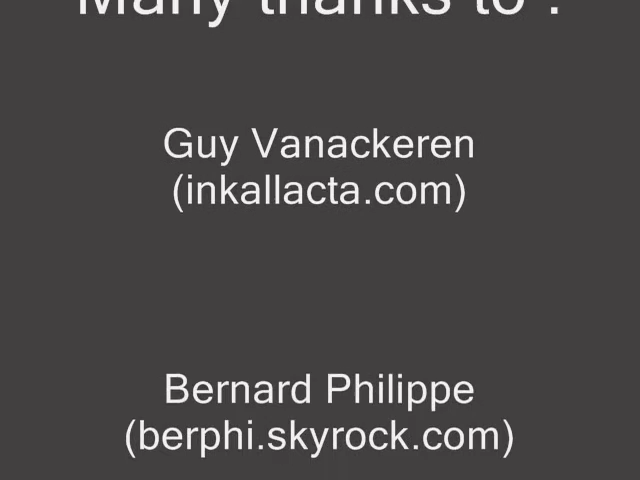 Many thanks to :
Guy Vanackeren
(inkallacta.com)
Bernard Philippe
(berphi.skyrock.com)